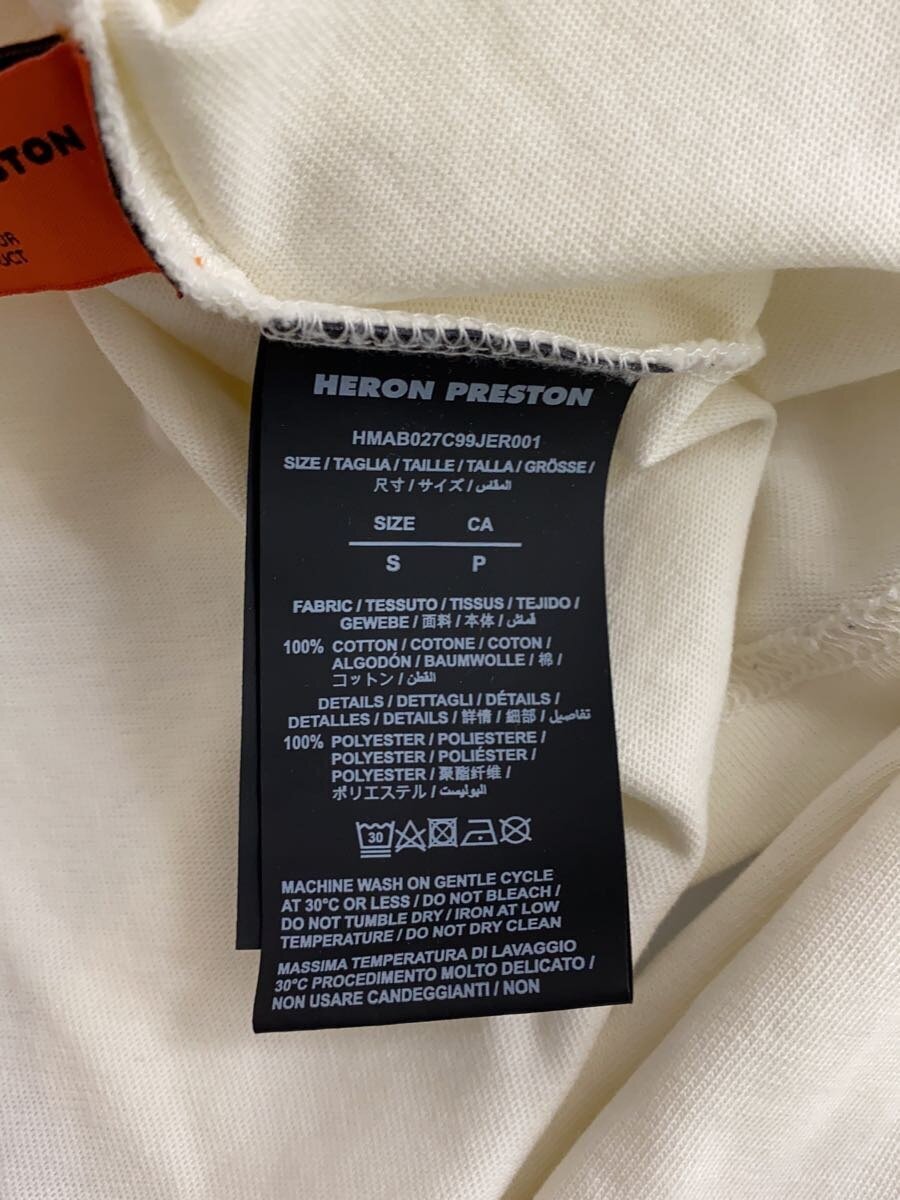 STON
UR
UCT
HERON PRESTON
HMAB027C99JER001
SIZE / TAGLIA / TAILLE / TALLA / GRÖSSE /
尺寸 / サイズ / المقاس /
SIZE CA
S P
FABRIC / TESSUTO / TISSUS / TEJIDO /
GEWEBE / 面料 / 本体 / قماش /
100% COTTON / COTONE / COTON /
ALGODÓN / BAUMWOLLE / 棉 /
コットン / القطن /
DETAILS / DETTAGLI / DÉTAILS /
DETALLES / DETAILS / 詳情 / 細部 / تفاصيل /
100% POLYESTER / POLIESTERE /
POLYESTER / POLIÉSTER /
POLYESTER / 聚酯纤维 /
ポリエステル / البوليست /
30
MACHINE WASH ON GENTLE CYCLE
AT 30°C OR LESS / DO NOT BLEACH /
DO NOT TUMBLE DRY / IRON AT LOW
TEMPERATURE / DO NOT DRY CLEAN
MASSIMA TEMPERATURA DI LAVAGGIO
30°C PROCEDIMENTO MOLTO DELICATO /
NON USARE CANDEGGIANTI / NON